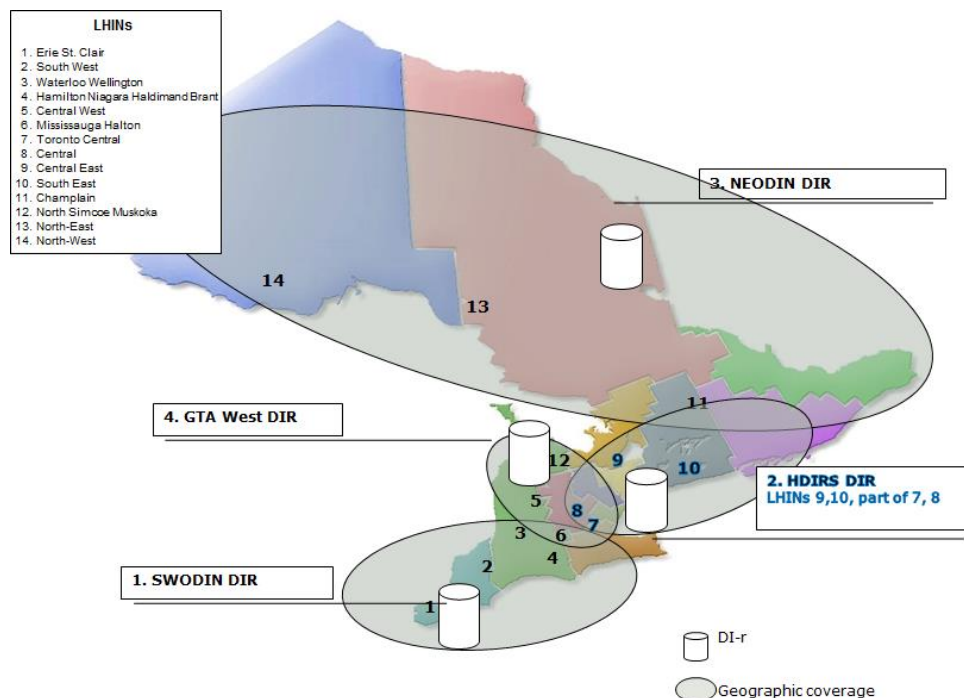 LHINs
1. Erie St. Clair
2. South West
3. Waterloo Wellington
4. Hamilton Niagara Haldimand Brant
5. Central West
6. Mississauga Halton
7. Toronto Central
8. Central
9. Central East
10. South East
11. Champlain
12. North Simcoe Muskoka
13. North-East
14. North-West
3. NEODIN DIR
14
13
11
4. GTA West DIR
12
9
10
2. HDIRS DIR
LHINs 9,10, part of 7, 8
5
8
7
3
6
4
2
1. SWODIN DIR
1
DI-r
Geographic coverage